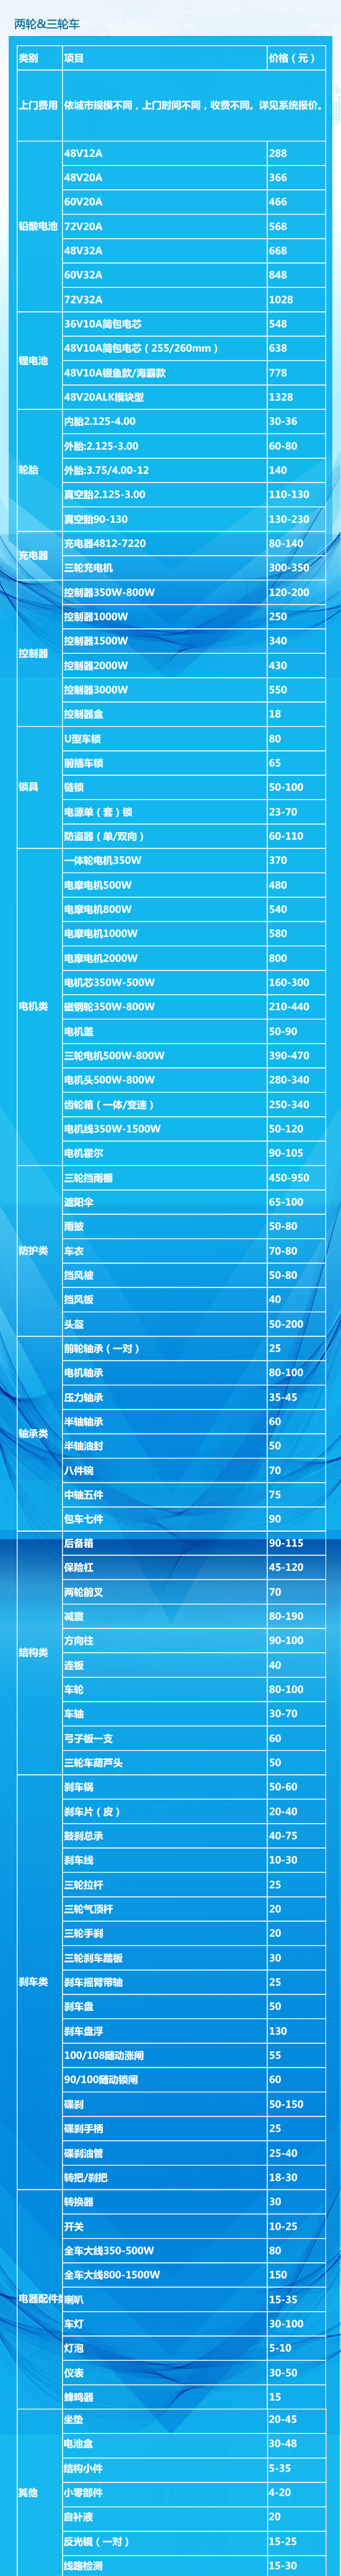 两轮&三轮车
类别 项目 价格（元）
上门费用 依城市规模不同，上门时间不同，收费不同。详见系统报价。
铅酸电池
48V12A 288
48V20A 366
60V20A 466
72V20A 568
48V32A 668
60V32A 848
72V32A 1028
锂电池
36V10A简包电芯 548
48V10A简包电芯（255/260mm） 638
48V10A银鱼款/海霸款 778
48V20ALK模块型 1328
轮胎
内胎2.125-4.00 30-36
外胎:2.125-3.00 60-80
外胎:3.75/4.00-12 140
真空胎2.125-3.00 110-130
真空胎90-130 130-230
充电器
充电器4812-7220 80-140
三轮充电机 300-350
控制器
控制器350W-800W 120-200
控制器1000W 250
控制器1500W 340
控制器2000W 430
控制器3000W 550
控制器盒 18
锁具
U型车锁 80
前插车锁 65
链锁 50-100
电源单（套）锁 23-70
防盗器（单/双向） 60-110
电机类
一体轮电机350W 370
电摩电机500W 480
电摩电机800W 540
电摩电机1000W 580
电摩电机2000W 800
电机芯350W-500W 160-300
磁钢轮350W-800W 210-440
电机盖 50-90
三轮电机500W-800W 390-470
电机头500W-800W 280-340
齿轮箱（一体/变速） 250-340
电机线350W-1500W 50-120
电机霍尔 90-105
防护类
三轮挡雨棚 450-950
遮阳伞 65-100
雨披 50-80
车衣 70-80
挡风被 50-80
挡风板 40
头盔 50-200
轴承类
前轮轴承（一对） 25
电机轴承 80-100
压力轴承 35-45
半轴轴承 60
半轴油封 50
八件碗 70
中轴五件 75
包车七件 90
结构类
后备箱 90-115
保险杠 45-120
两轮前叉 70
减震 80-190
方向柱 90-100
连板 40
车轮 80-100
车轴 30-70
弓子板一支 60
三轮车葫芦头 50
刹车类
刹车锅 50-60
刹车片（皮） 20-40
鼓刹总承 40-75
刹车线 10-30
三轮拉杆 25
三轮气顶杆 20
三轮手刹 20
三轮刹车踏板 30
刹车摇臂带轴 25
刹车盘 50
刹车盘浮 130
100/108随动涨闸 55
90/100随动锁闸 60
碟刹 50-150
碟刹手柄 25
碟刹油管 25-40
转把/刹把 18-30
电器配件类
转换器 30
开关 10-25
全车大线350-500W 80
全车大线800-1500W 150
喇叭 15-35
车灯 30-100
灯泡 5-10
仪表 30-50
蜂鸣器 15
其他
坐垫 20-45
电池盒 30-48
结构小件 5-35
小零部件 4-20
自补液 20
反光镜（一对） 15-25
线路检测 15-30